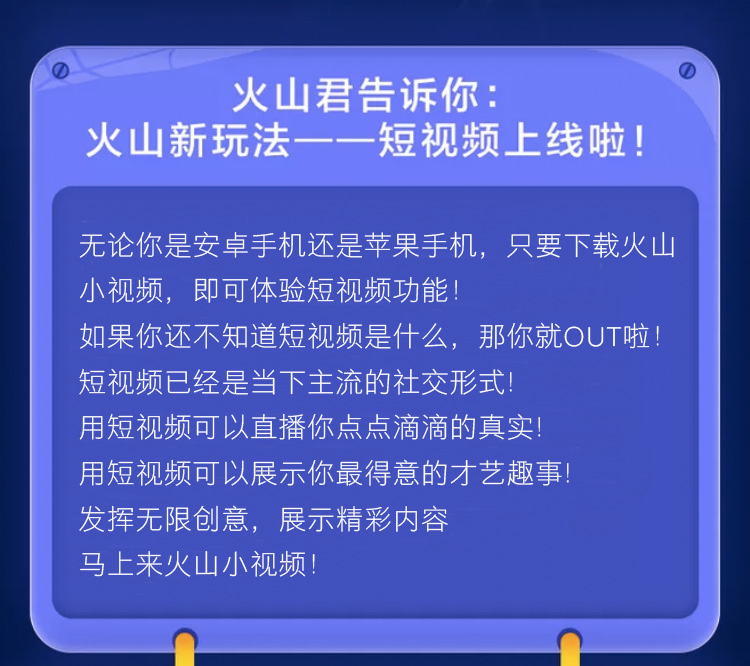 火山君告诉你：
火山新玩法——短视频上线啦！
无论你是安卓手机还是苹果手机，只要下载火山
小视频，即可体验短视频功能！
如果你还不知道短视频是什么，那你就OUT啦！
短视频已经是当下主流的社交形式!
用短视频可以直播你点点滴滴的真实!
用短视频可以展示你最得意的才艺趣事!
发挥无限创意，展示精彩内容
马上来火山小视频！